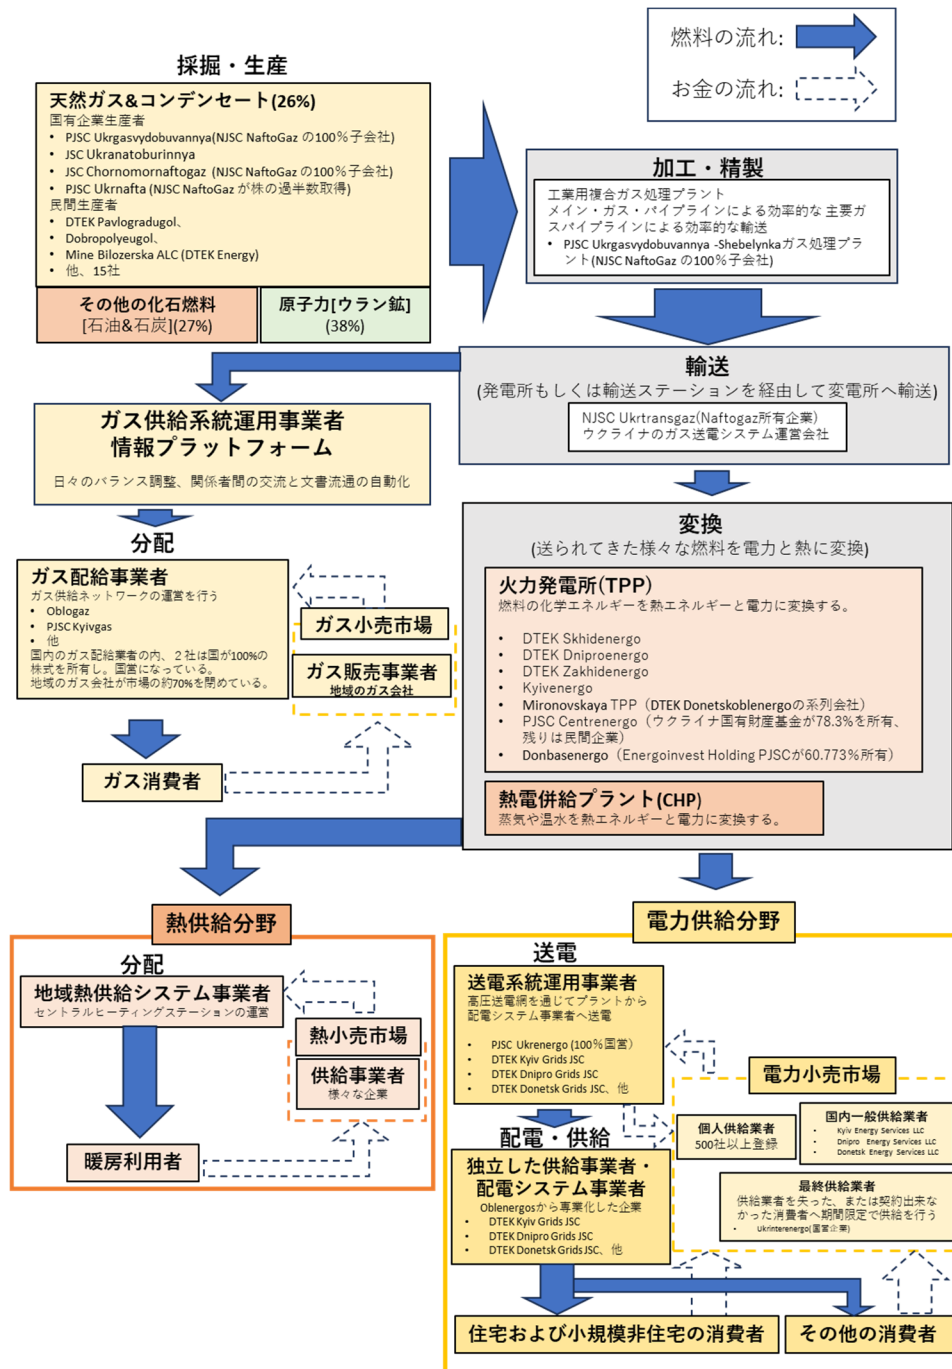 燃料の流れ:
お金の流れ:
採掘・生産
天然ガス&コンデンセート(26%)
国有企業生産者
• PJSC Ukrgasvydobuvannya(NJSC NaftoGaz の100%子会社)
• JSC Ukranatoburinnya
• JSC Chornomornaftogaz (NJSC NaftoGaz の100%子会社)
• PJSC Ukrnafta (NJSC NaftoGaz が株の過半数取得)
民間生産者
• DTEK Pavlogradugol、
• Dobropolyeugol、
• Mine Bilozerska ALC (DTEK Energy)
• 他、15社
その他の化石燃料
[石油&石炭](27%)
原子力[ウラン鉱]
(38%)
加工・精製
工業用複合ガス処理プラント
メイン・ガス・パイプラインによる効率的な 主要ガ
スパイプラインによる効率的な輸送
• PJSC Ukrgasvydobuvannya -Shebelynkaガス処理プラ
ント(NJSC NaftoGaz の100%子会社)
輸送
(発電所もしくは輸送ステーションを経由して変電所へ輸送)
NJSC Ukrtransgaz(Naftogaz所有企業)
ウクライナのガス送電システム運営会社
ガス供給系統運用事業者
情報プラットフォーム
日々のバランス調整、関係者間の交流と文書流通の自動化
分配
ガス配給事業者
ガス供給ネットワークの運営を行う
• Oblogaz
• PJSC Kyivgas
• 他
国内のガス配給業者の内、２社は国が100%の
株式を所有し。国営になっている。
地域のガス会社が市場の約70%を閉めている。
ガス小売市場
ガス販売事業者
地域のガス会社
ガス消費者
変換
(送られてきた様々な燃料を電力と熱に変換)
火力発電所(TPP)
燃料の化学エネルギーを熱エネルギーと電力に変換する。
• DTEK Skhidenergo
• DTEK Dniproenergo
• DTEK Zakhidenergo
• Kyivenergo
• Mironovskaya TPP（DTEK Donetskoblenergoの系列会社）
• PJSC Centrenergo（ウクライナ国有財産基金が78.3%を所有、
残りは民間企業）
• Donbasenergo（Energoinvest Holding PJSCが60.773%所有）
熱電併給プラント(CHP)
蒸気や温水を熱エネルギーと電力に変換する。
熱供給分野
分配
地域熱供給システム事業者
セントラルヒーティングステーションの運営
熱小売市場
供給事業者
様々な企業
暖房利用者
電力供給分野
送電
送電系統運用事業者
高圧送電網を通じてプラントから
配電システム事業者へ送電
• PJSC Ukrenergo (100%国営）
• DTEK Kyiv Grids JSC
• DTEK Dnipro Grids JSC
• DTEK Donetsk Grids JSC、他
配電・供給
独立した供給事業者・
配電システム事業者
Oblenergosから専業化した企業
• DTEK Kyiv Grids JSC
• DTEK Dnipro Grids JSC
• DTEK Donetsk Grids JSC、他
電力小売市場
個人供給業者
500社以上登録
国内一般供給業者
• Kyiv Energy Services LLC
• Dnipro Energy Services LLC
• Donetsk Energy Services LLC
最終供給業者
供給業者を失った、または契約出来な
かった消費者へ期間限定で供給を行う
• Ukrinterenergo(国営企業)
住宅および小規模非住宅の消費者
その他の消費者